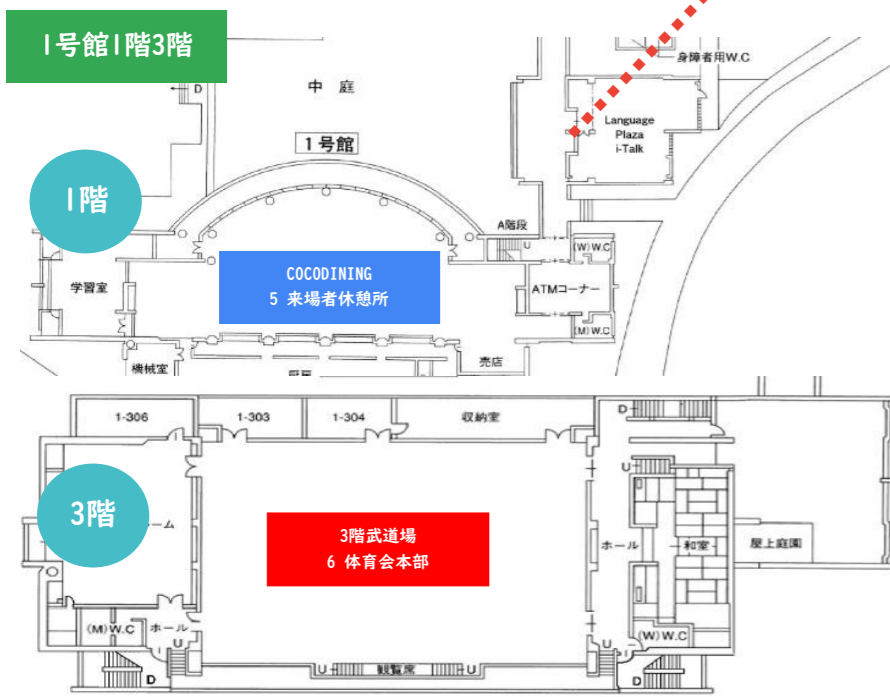 1号館1階3階
身障者用W.C
D
中庭
Language
Plaza
i-Talk
1号館
1階
A階段
U
(W)W.C
COCODINING
5 来場者休憩所
学習室
ATMコーナー
(M)W.C
売店
機械室
厨房
1-306
1-303
1-304
収納室
D
U
3階
ーム
3階武道場
6 体育会本部
ホール
和室
屋上庭園
(M)W.C
ホール
(W)W.C
U
U
観覧席
U
U
D
D